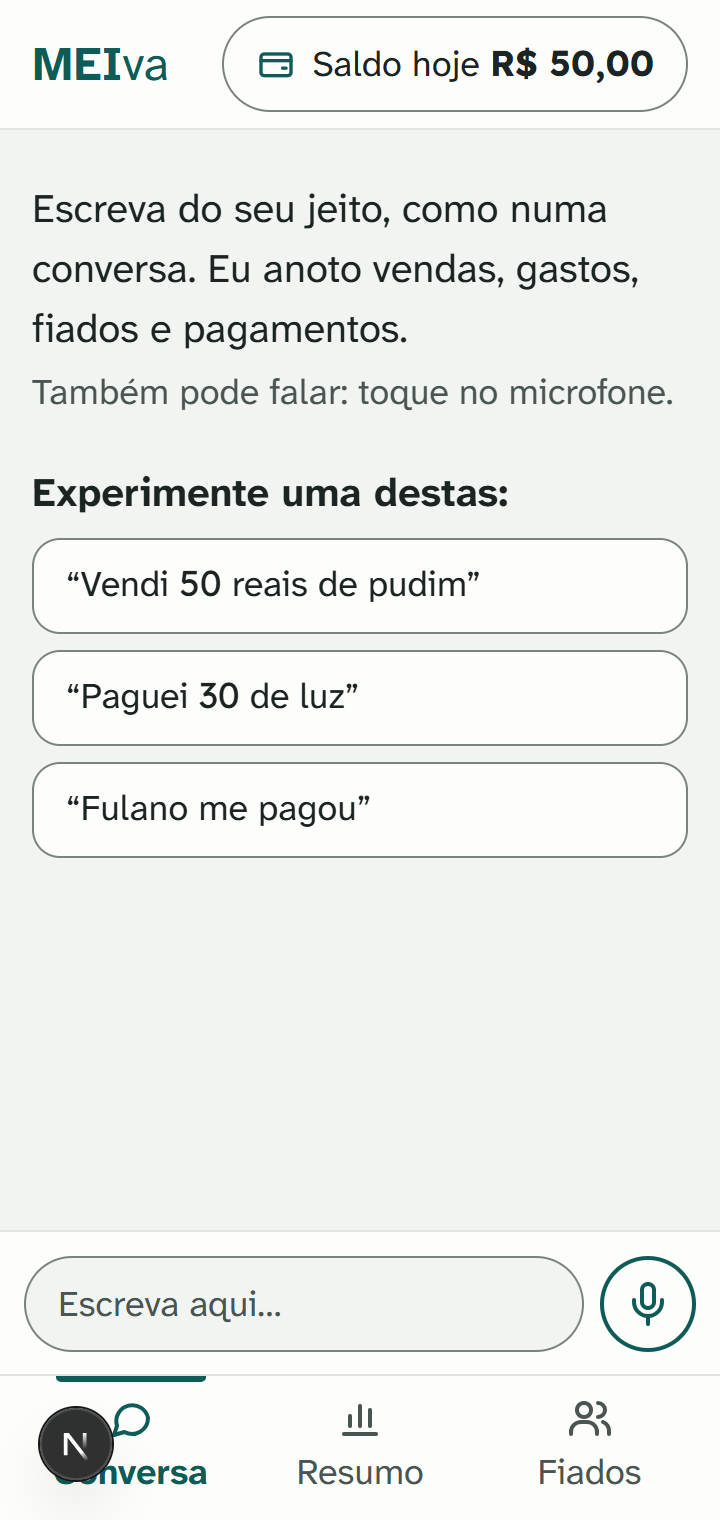 MEIva
Saldo hoje R$ 50,00
Escreva do seu jeito, como numa
conversa. Eu anoto vendas, gastos,
fiados e pagamentos.
Também pode falar: toque no microfone.
Experimente uma destas:
“Vendi 50 reais de pudim”
“Paguei 30 de luz”
“Fulano me pagou”
Escreva aqui...
N
Conversa
Resumo
Fiados